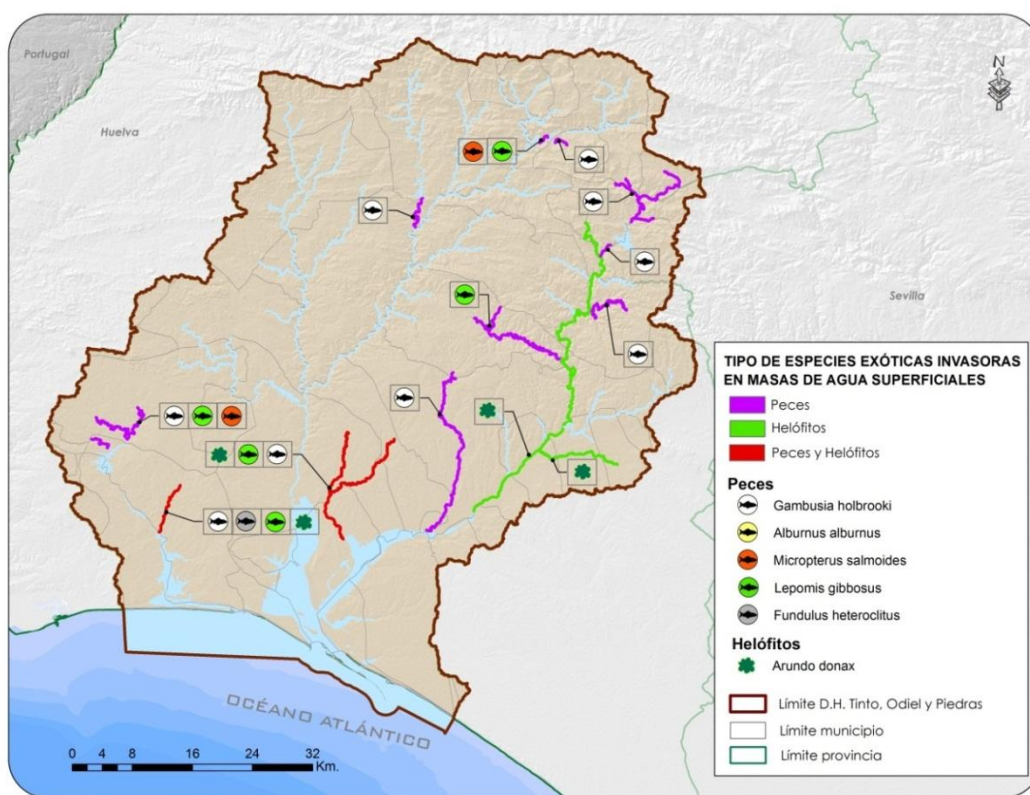 Portugal
Huelva
N
Sevilla
TIPO DE ESPECIES EXÓTICAS INVASORAS
EN MASAS DE AGUA SUPERFICIALES
Peces
Helófitos
Peces y Helófitos
Peces
Gambusia holbrooki
Alburnus alburnus
Micropterus salmoides
Lepomis gibbosus
Fundulus heteroclitus
Helófitos
Arundo donax
Límite D.H. Tinto, Odiel y Piedras
Límite municipio
Límite provincia
OCÉANO ATLÁNTICO
0 4 8 16 24 32
Km.